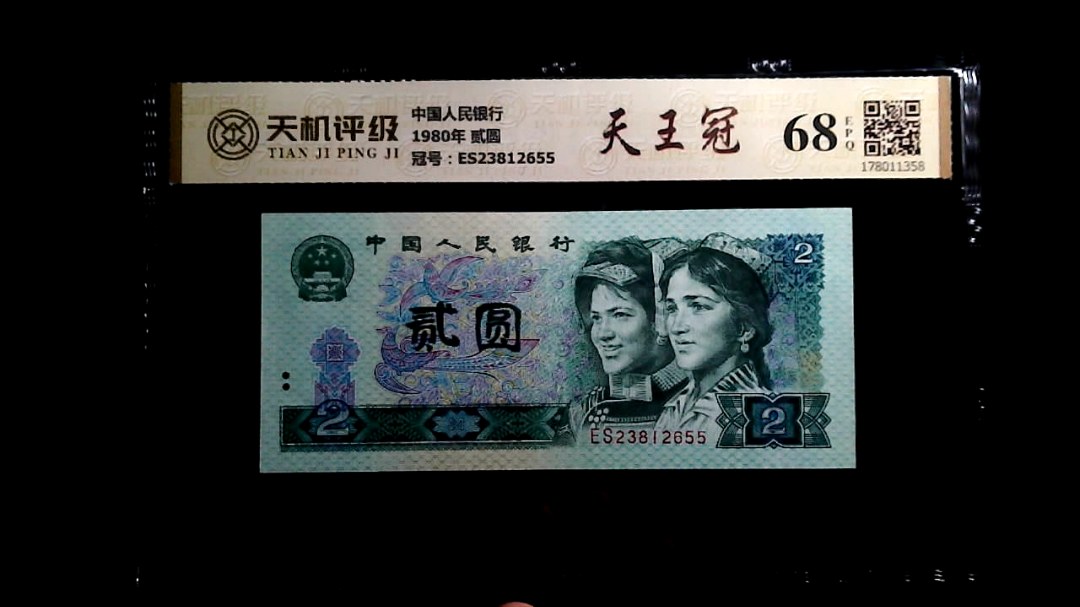 天机评级
TIAN JI PING JI
中国人民银行
1980年 贰圆
冠号：ES23812655
天王冠
68
EPQ
178011358
中国人民银行
2
贰圆
2
2
ES23812655